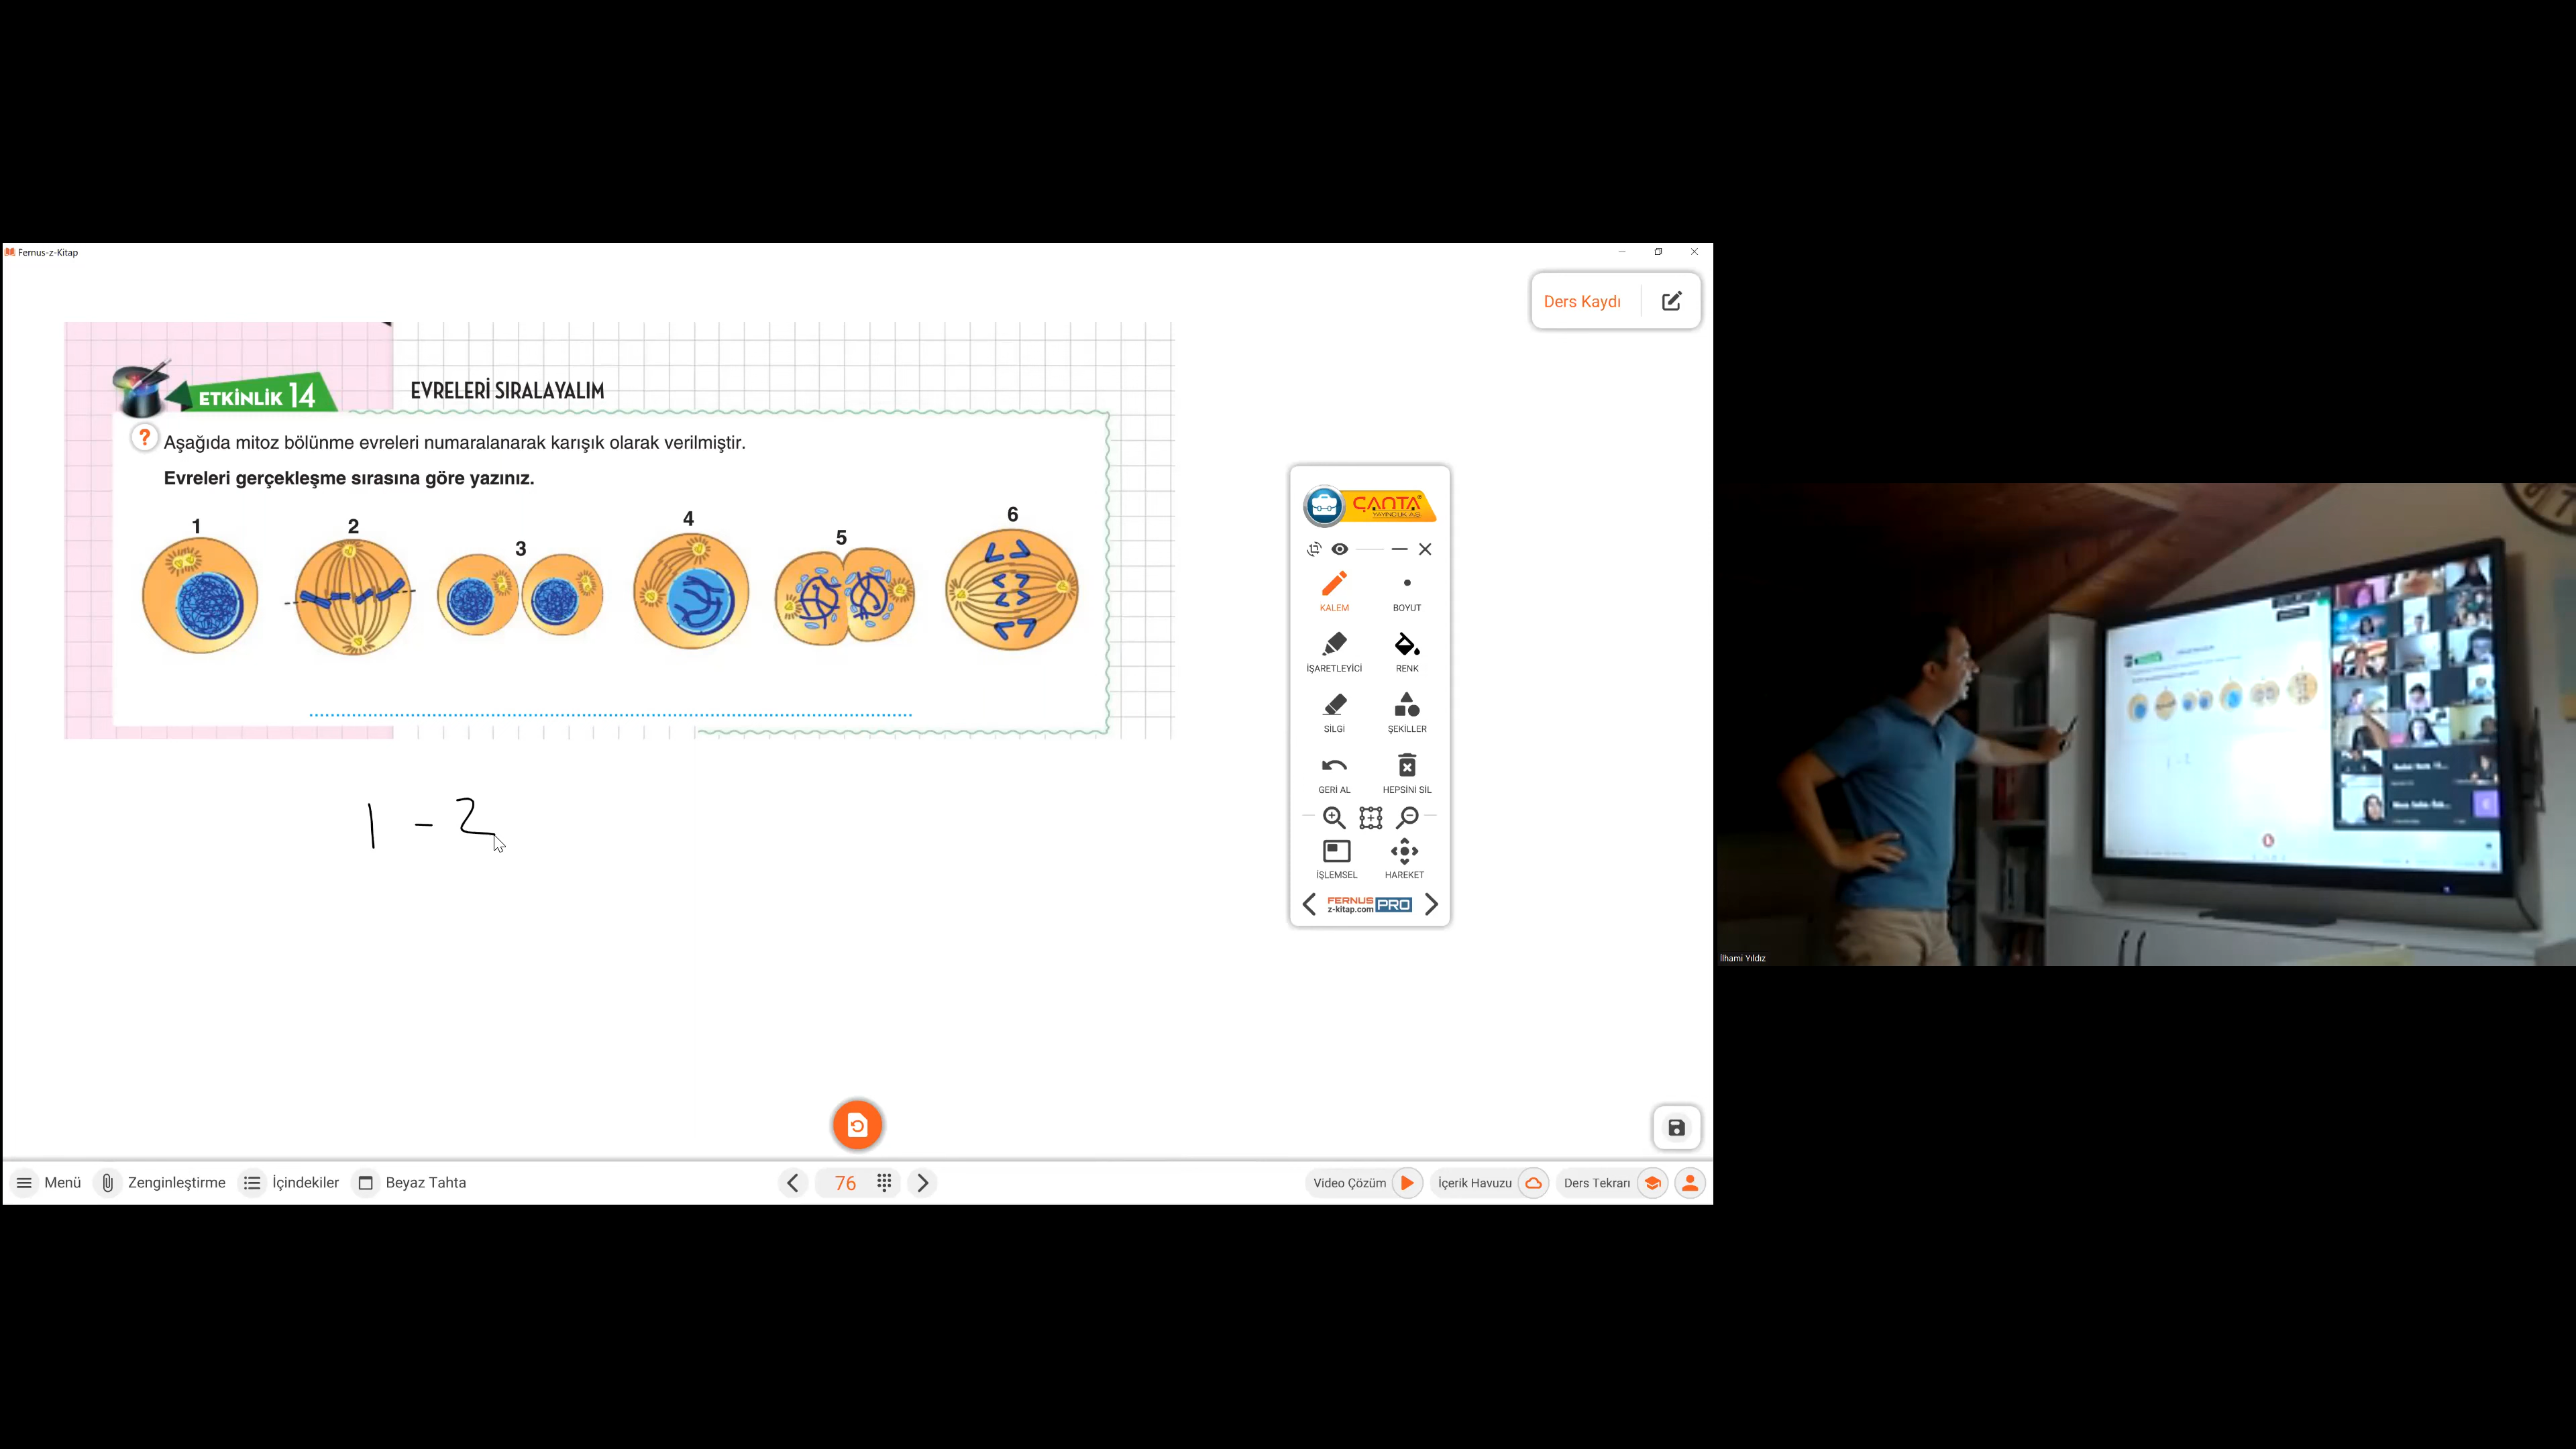 Fernus-z-Kitap
Ders Kaydı
ETKİNLİK 14
EVRELERİ SIRALAYALIM
?
Aşağıda mitoz bölünme evreleri numaralanarak karışık olarak verilmiştir.
Evreleri gerçekleşme sırasına göre yazınız.
1 2 3 4 5 6
1 - 2
ÇANTA
YAYINCILIK A.Ş.
KALEM BOYUT
İŞARETLEYİCİ RENK
SİLGİ ŞEKİLLER
GERİ AL HEPSİNİ SİL
İŞLEMSEL HAREKET
FERNUS
z-kitap.com PRO
İlhami Yıldız
Menü Zenginleştirme İçindekiler Beyaz Tahta 76 Video Çözüm İçerik Havuzu Ders Tekrarı